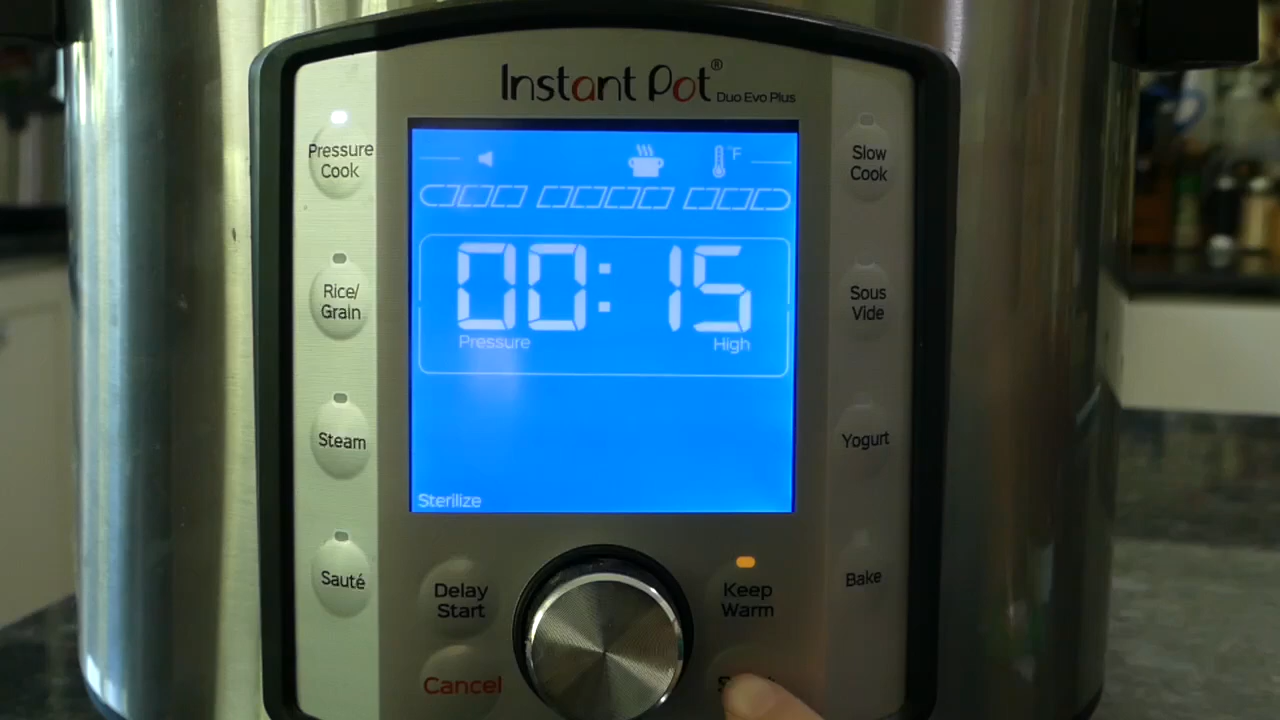 Instant Pot®
Duo Evo Plus
Pressure
Cook
Rice/
Grain
Steam
Sauté
°F
00:15
Pressure High
Sterilize
Slow
Cook
Sous
Vide
Yogurt
Bake
Delay
Start
Keep
Warm
Cancel